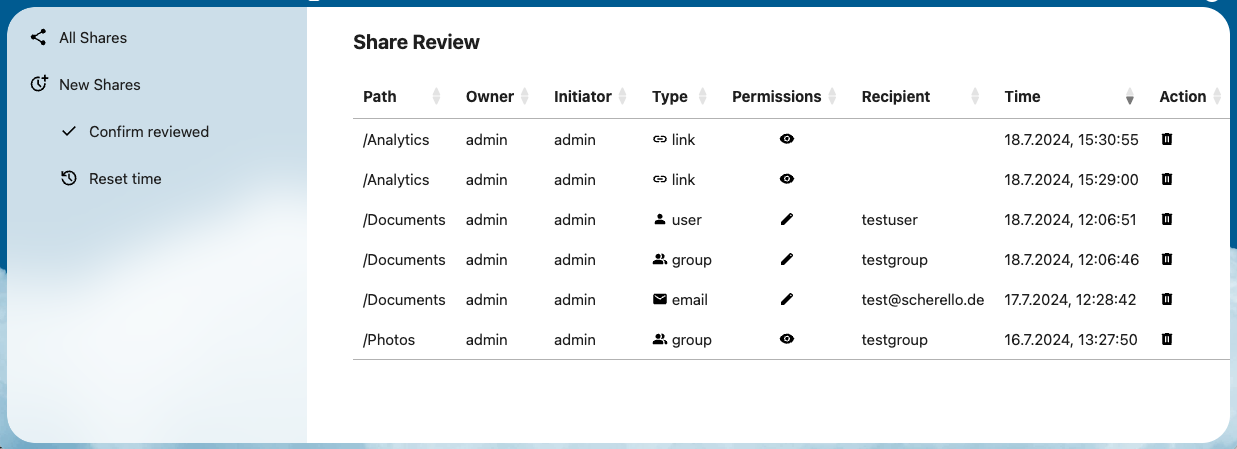 All Shares
New Shares
Confirm reviewed
Reset time
Share Review
Path Owner Initiator Type Permissions Recipient Time Action
/Analytics admin admin link 18.7.2024, 15:30:55
/Analytics admin admin link 18.7.2024, 15:29:00
/Documents admin admin user testuser 18.7.2024, 12:06:51
/Documents admin admin group testgroup 18.7.2024, 12:06:46
/Documents admin admin email test@scherello.de 17.7.2024, 12:28:42
/Photos admin admin group testgroup 16.7.2024, 13:27:50